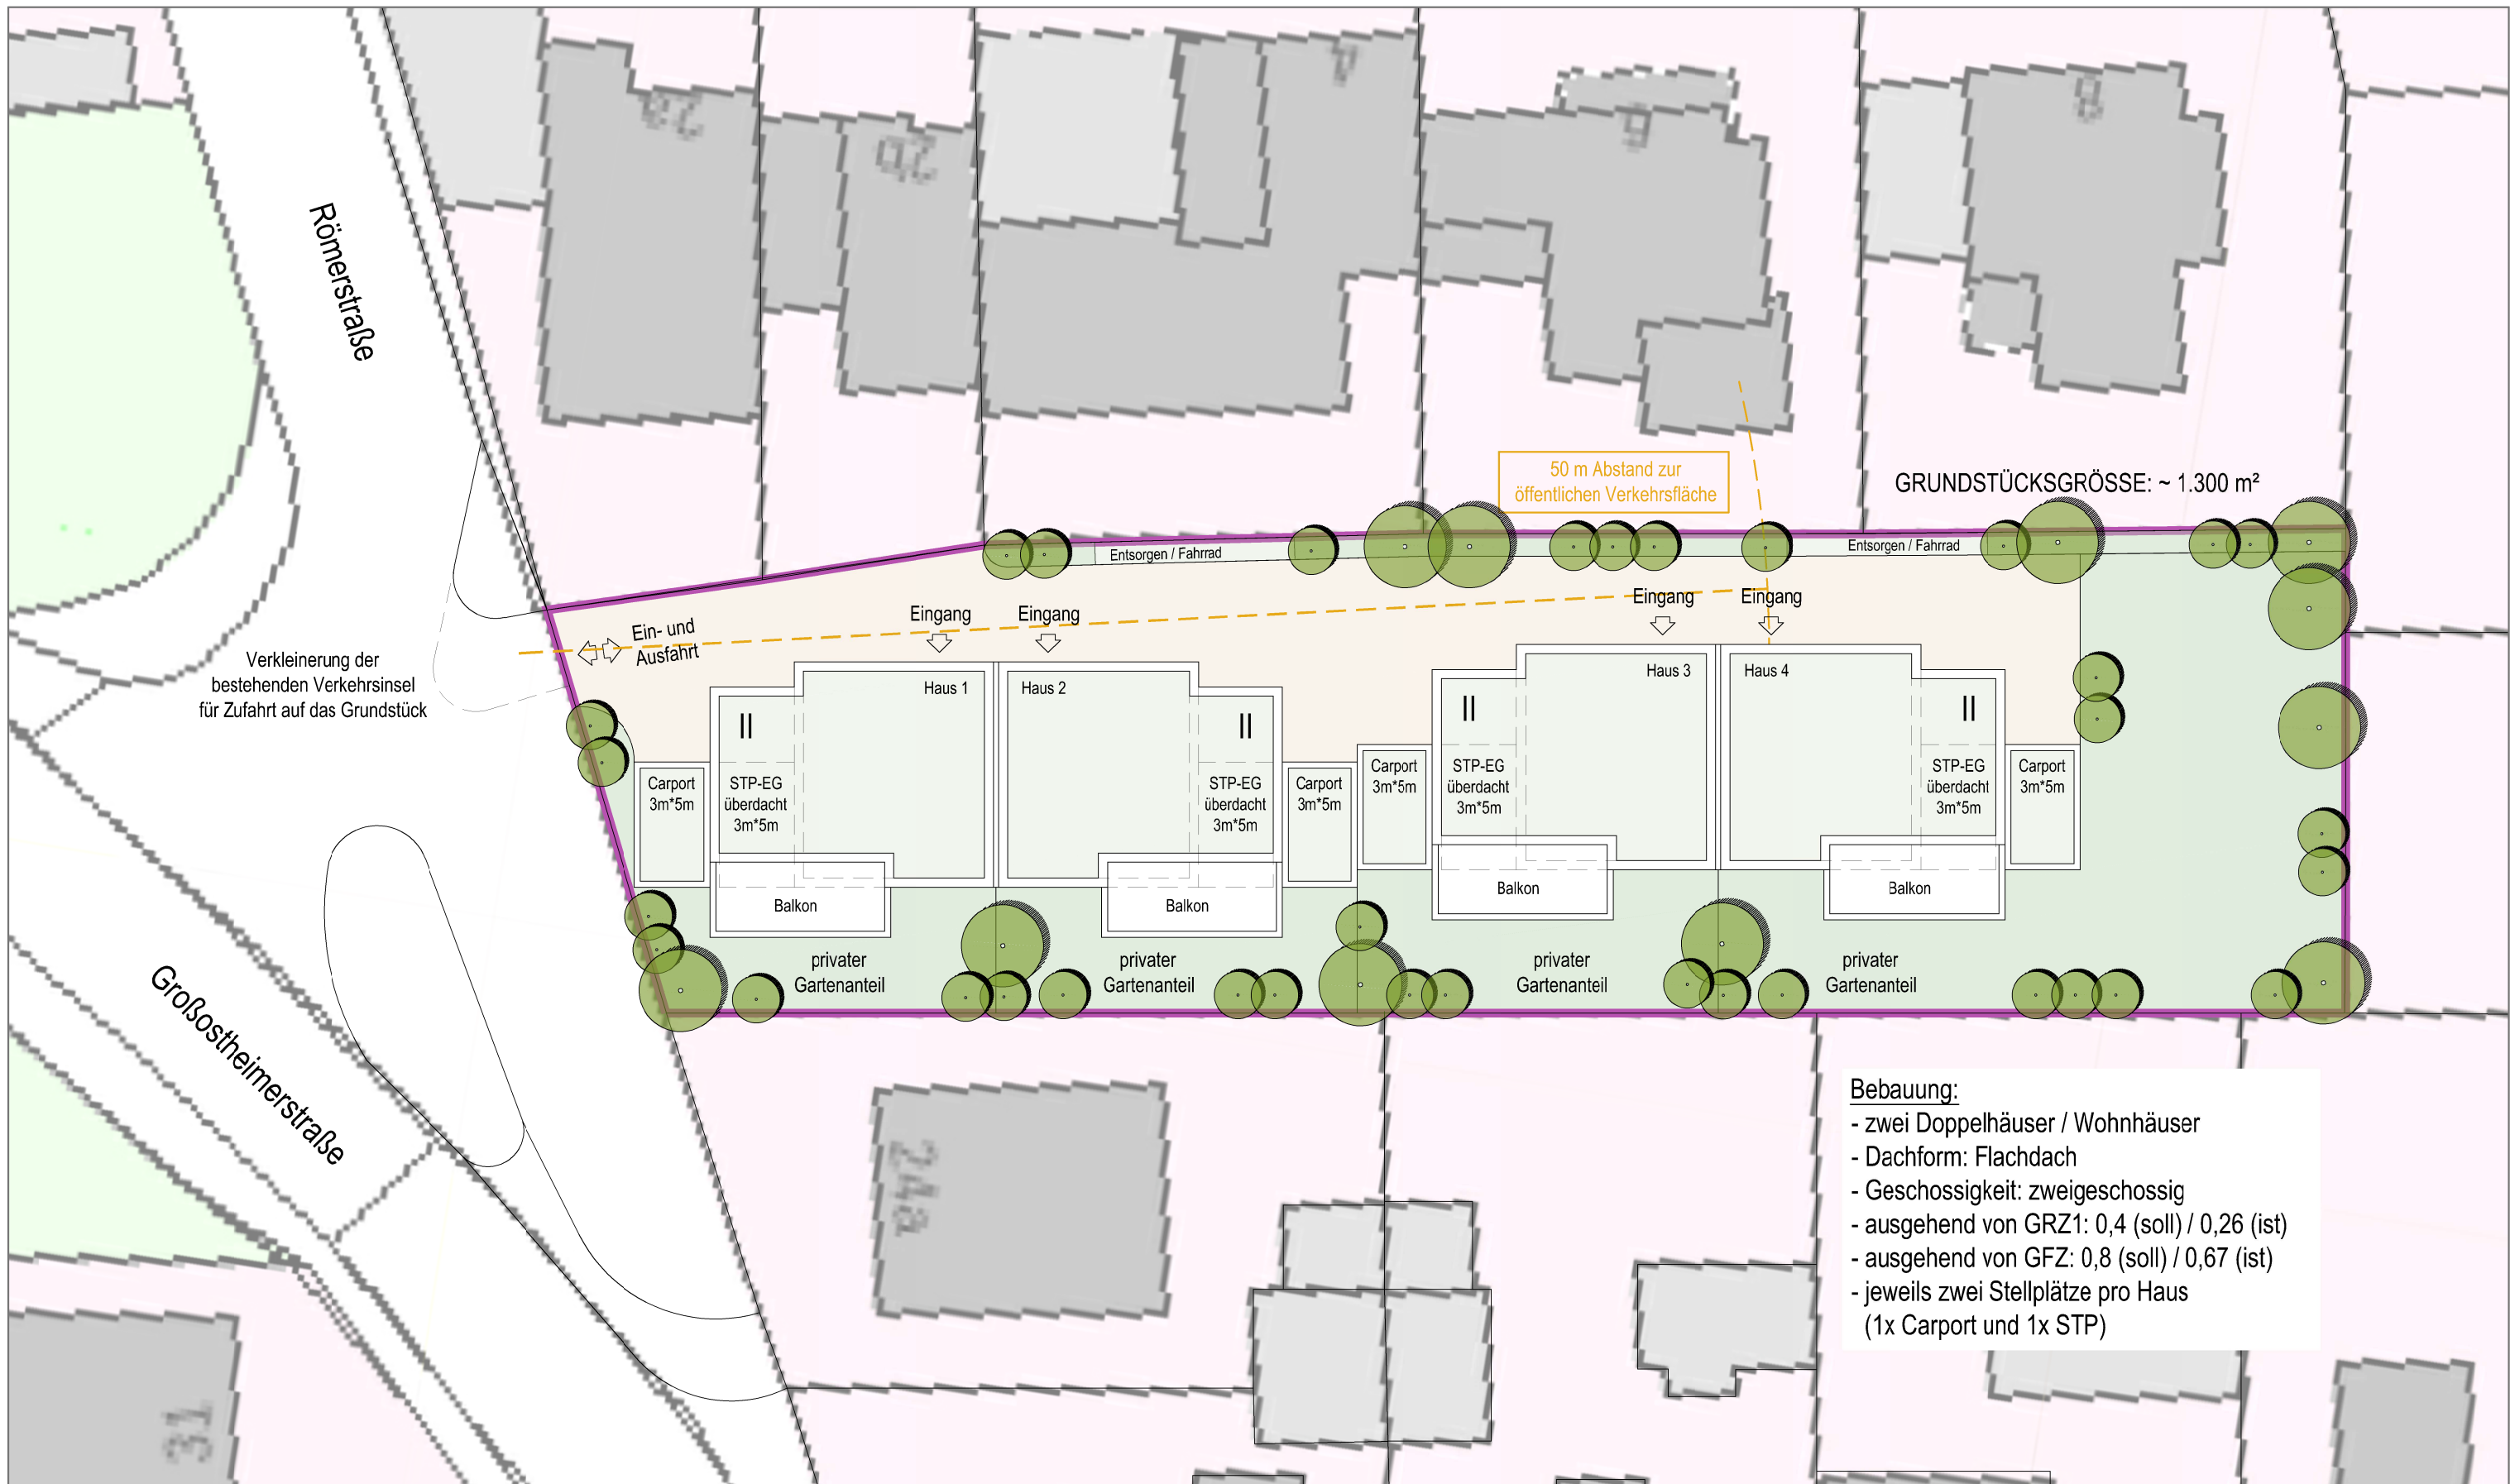 Römerstraße
50 m Abstand zur
öffentlichen Verkehrsfläche
GRUNDSTÜCKSGRÖSSE: ~ 1.300 m²
Entsorgen / Fahrrad
Entsorgen / Fahrrad
Eingang
Eingang
Eingang
Eingang
Ein- und
Ausfahrt
Verkleinerung der
bestehenden Verkehrsinsel
für Zufahrt auf das Grundstück
Haus 1
Haus 2
Haus 3
Haus 4
II
II
II
II
Carport
3m*5m
STP-EG
überdacht
3m*5m
STP-EG
überdacht
3m*5m
Carport
3m*5m
Carport
3m*5m
STP-EG
überdacht
3m*5m
STP-EG
überdacht
3m*5m
Carport
3m*5m
Balkon
Balkon
Balkon
Balkon
privater
Gartenanteil
privater
Gartenanteil
privater
Gartenanteil
privater
Gartenanteil
Großostheimerstraße
Bebauung:
- zwei Doppelhäuser / Wohnhäuser
- Dachform: Flachdach
- Geschossigkeit: zweigeschossig
- ausgehend von GRZ1: 0,4 (soll) / 0,26 (ist)
- ausgehend von GFZ: 0,8 (soll) / 0,67 (ist)
- jeweils zwei Stellplätze pro Haus
(1x Carport und 1x STP)
31